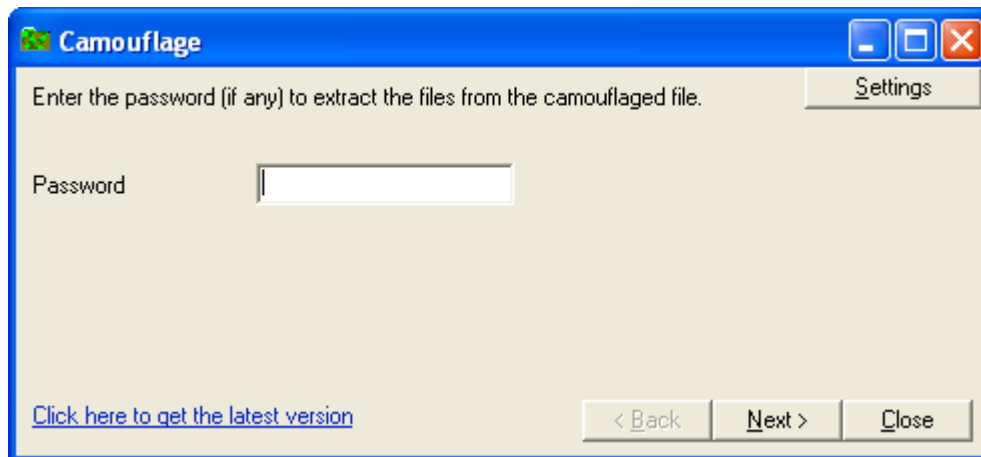 Camouflage
Enter the password (if any) to extract the files from the camouflaged file.
Settings
Password
Click here to get the latest version
< Back
Next >
Close